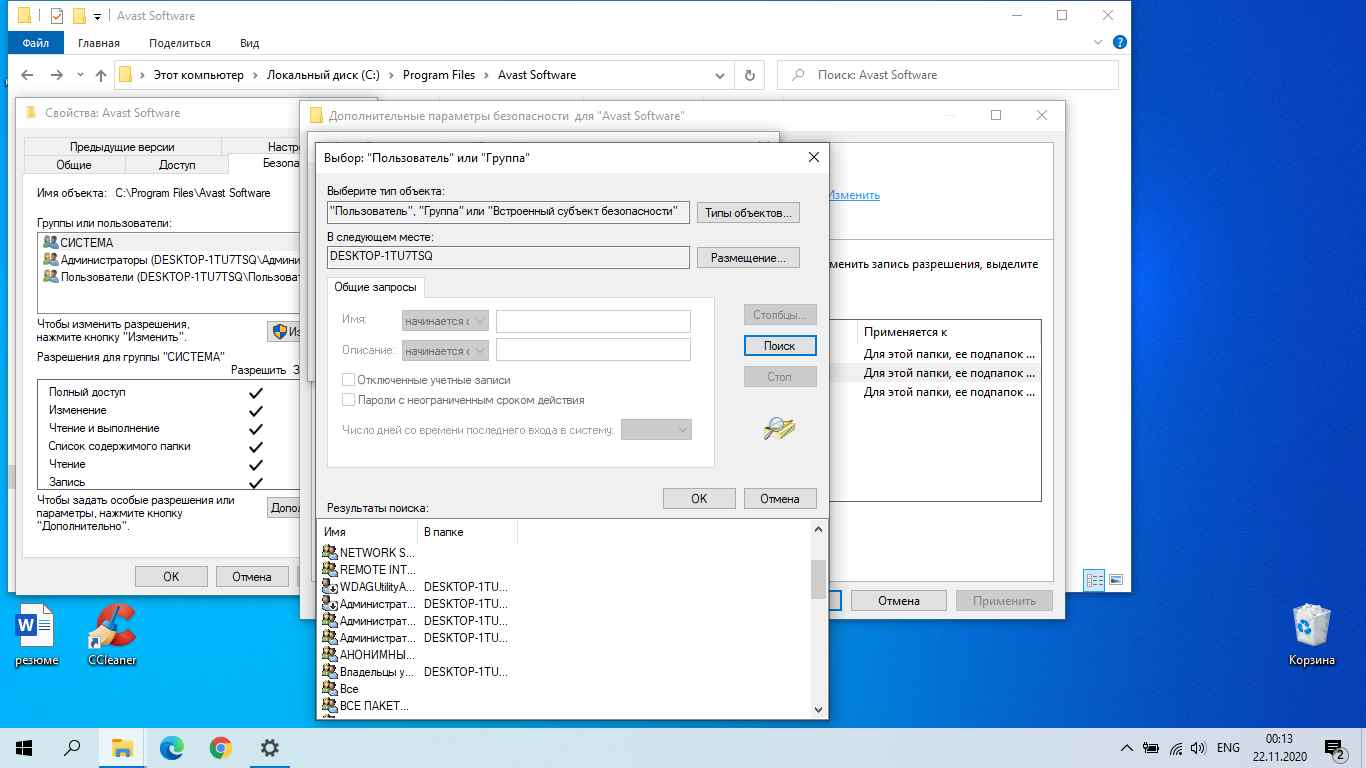 Avast Software
Файл Главная Поделиться Вид
Этот компьютер Локальный диск (C:) Program Files Avast Software
Поиск: Avast Software
Свойства: Avast Software
Предыдущие версии
Общие Доступ
Имя объекта: C:\Program Files\Avast Software
Группы или пользователи:
СИСТЕМА
Администраторы (DESKTOP-1TU7TSQ\Админи
Пользователи (DESKTOP-1TU7TSQ\Пользоват
Чтобы изменить разрешения,
нажмите кнопку "Изменить".
Разрешения для группы "СИСТЕМА"
Разрешить
Полный доступ
Изменение
Чтение и выполнение
Список содержимого папки
Чтение
Запись
Чтобы задать особые разрешения или
параметры, нажмите кнопку
"Дополнительно".
OK Отмена
Дополнительные параметры безопасности для "Avast Software"
Изменить
менить запись разрешения, выделите
Применяется к
Для этой папки, ее подпапок ...
Для этой папки, ее подпапок ...
Для этой папки, ее подпапок ...
Отмена Применить
Выбор: "Пользователь" или "Группа"
Выберите тип объекта:
"Пользователь", "Группа" или "Встроенный субъект безопасности"
Типы объектов...
В следующем месте:
DESKTOP-1TU7TSQ
Размещение...
Общие запросы
Имя: начинается с
Описание: начинается с
Отключенные учетные записи
Пароли с неограниченным сроком действия
Число дней со времени последнего входа в систему:
Столбцы...
Поиск
Стоп
OK Отмена
Результаты поиска:
Имя В папке
NETWORK S...
REMOTE INT...
WDAGUtilityA... DESKTOP-1TU...
Администрат... DESKTOP-1TU...
Администрат... DESKTOP-1TU...
Администрат... DESKTOP-1TU...
АНОНИМНЫ...
Владельцы у... DESKTOP-1TU...
Все
ВСЕ ПАКЕТ...
резюме
CCleaner
Корзина
ENG
00:13
22.11.2020
2